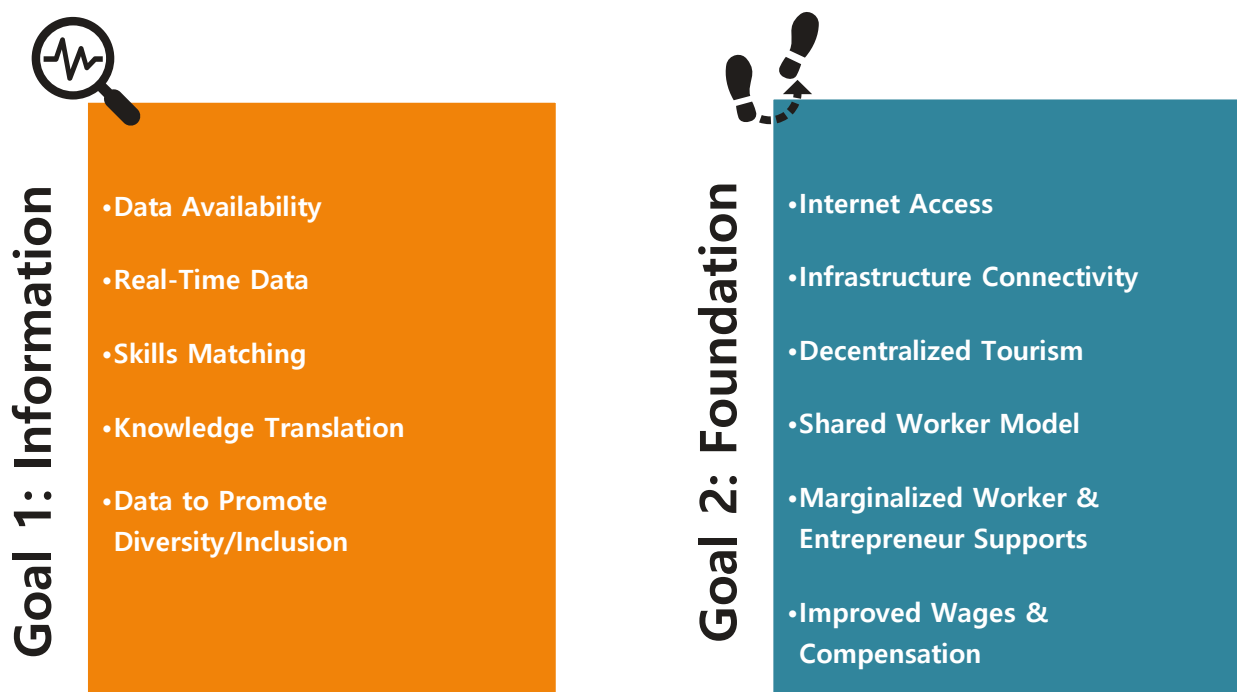 Goal 1: Information
•Data Availability
•Real-Time Data
•Skills Matching
•Knowledge Translation
•Data to Promote
Diversity/Inclusion
Goal 2: Foundation
•Internet Access
•Infrastructure Connectivity
•Decentralized Tourism
•Shared Worker Model
•Marginalized Worker &
Entrepreneur Supports
•Improved Wages &
Compensation